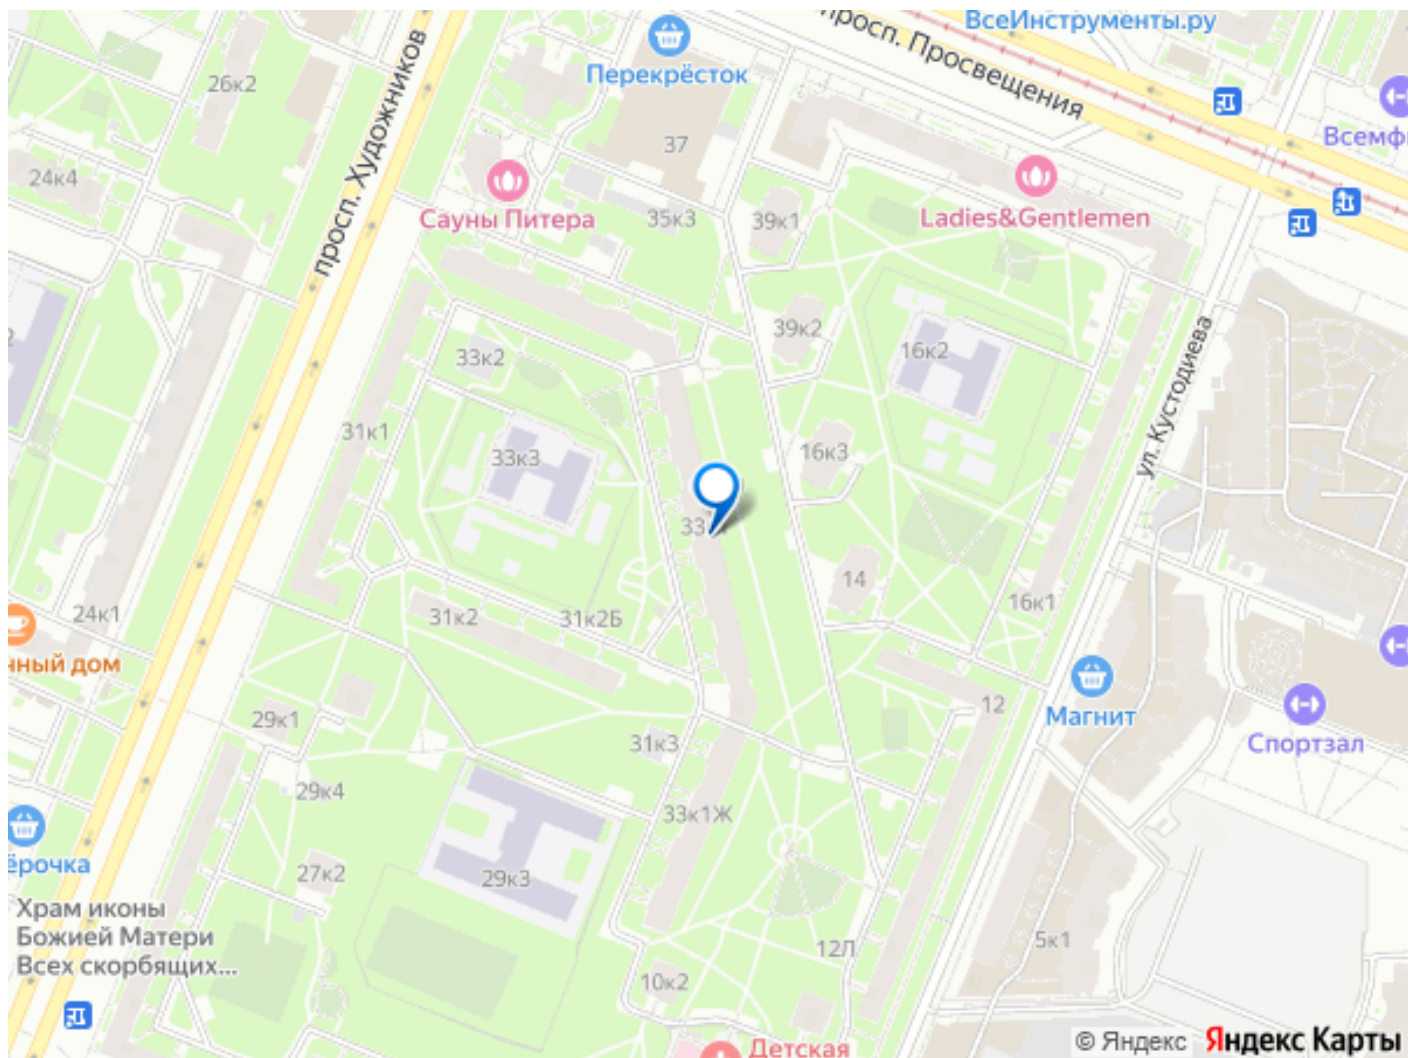 ВсеИнструменты.ру
просп. Просвещения
Перекрёсток
просп. Художников
26к2
Всемф
37
24к4
Сауны Питера
35к3
39к1
Ladies&Gentlemen
39к2
33к2
16к2
ул. Кустодиева
31к1
33к3
16к3
14
24к1
31к2
31к2Б
16к1
нный дом
29к1
12
Магнит
31к3
Спортзал
29к4
33к1Ж
ёрочка
27к2
29к3
Храм иконы
Божией Матери
Всех скорбящих...
12Л
5к1
10к2
Детская
© Яндекс Яндекс Карты